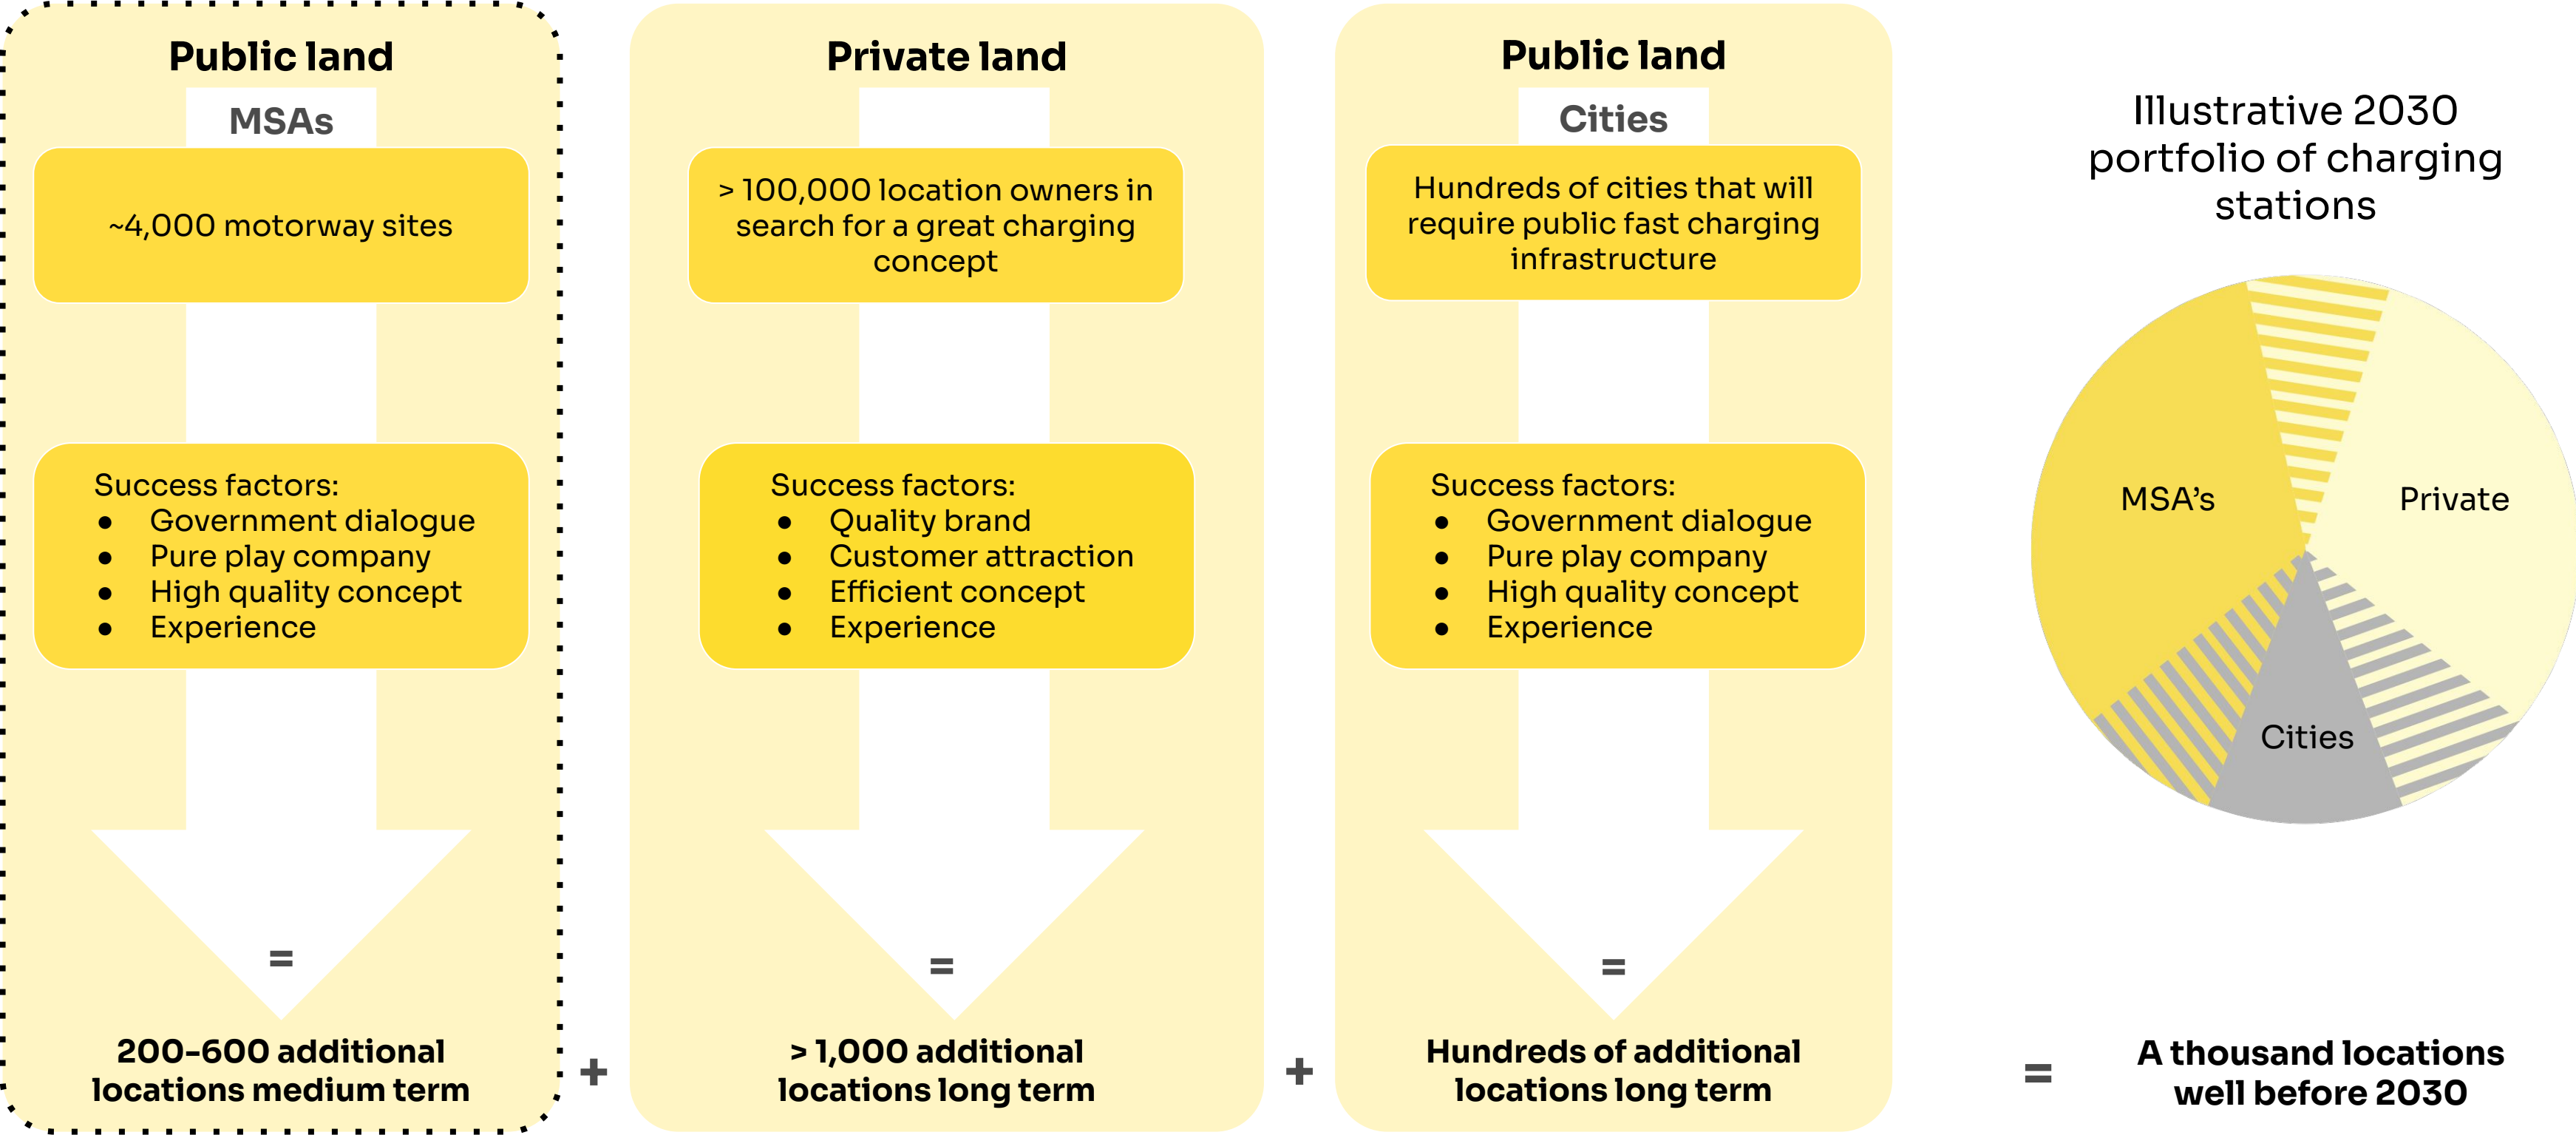 Public land
MSAs
~4,000 motorway sites
Success factors:
● Government dialogue
● Pure play company
● High quality concept
● Experience
=
200-600 additional
locations medium term
+
Private land
> 100,000 location owners in
search for a great charging
concept
Success factors:
● Quality brand
● Customer attraction
● Efficient concept
● Experience
=
> 1,000 additional
locations long term
+
Public land
Cities
Hundreds of cities that will
require public fast charging
infrastructure
Success factors:
● Government dialogue
● Pure play company
● High quality concept
● Experience
=
Hundreds of additional
locations long term
=
Illustrative 2030
portfolio of charging
stations
MSA’s
Private
Cities
A thousand locations
well before 2030